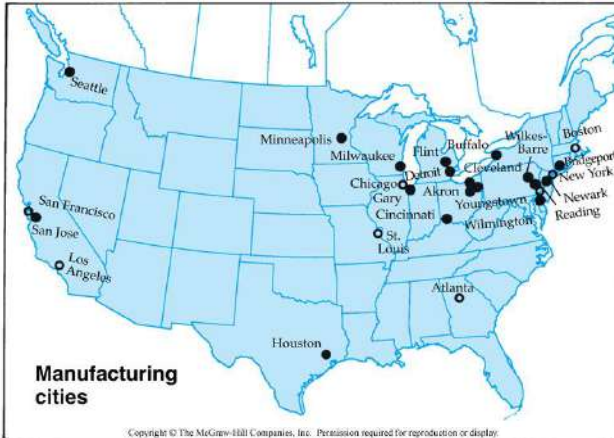 Seattle
Minneapolis
Milwaukee
Flint
Buffalo
Wilkes-
Barre
Boston
Detroit
Cleveland
Bridgeport
New York
Chicago
Gary
Akron
Youngstown
Newark
Reading
Cincinnati
Wilmington
San Francisco
San Jose
St.
Louis
Los
Angeles
Atlanta
Houston
Manufacturing
cities
Copyright © The McGraw-Hill Companies, Inc. Permission required for reproduction or display.